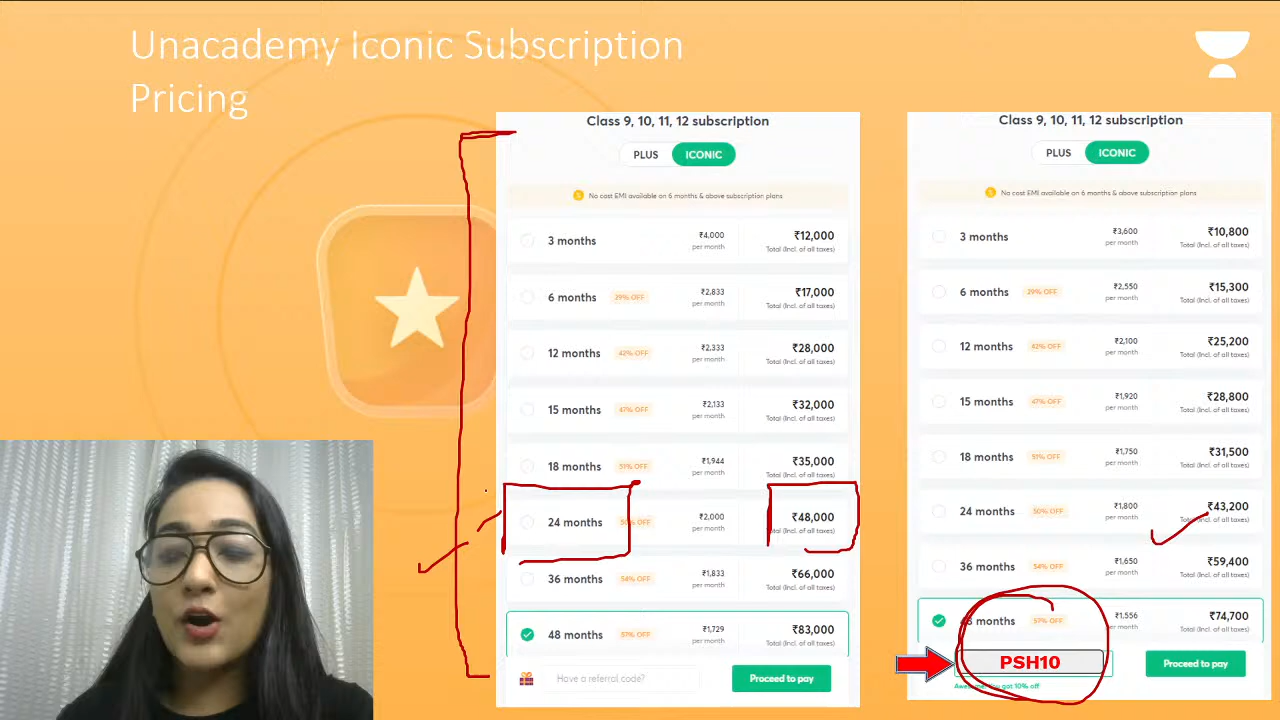 Unacademy Iconic Subscription
Pricing
Class 9, 10, 11, 12 subscription
PLUS ICONIC
No cost EMI available on 6 months & above subscription plans
3 months ₹4,000 ₹12,000
per month Total (Incl. of all taxes)
6 months 29% OFF ₹2,833 ₹17,000
per month Total (Incl. of all taxes)
12 months 42% OFF ₹2,333 ₹28,000
per month Total (Incl. of all taxes)
15 months 47% OFF ₹2,133 ₹32,000
per month Total (Incl. of all taxes)
18 months 51% OFF ₹1,944 ₹35,000
per month Total (Incl. of all taxes)
24 months 50% OFF ₹2,000 ₹48,000
per month Total (Incl. of all taxes)
36 months 54% OFF ₹1,833 ₹66,000
per month Total (Incl. of all taxes)
48 months 57% OFF ₹1,729 ₹83,000
per month Total (Incl. of all taxes)
Have a referral code? Proceed to pay
Class 9, 10, 11, 12 subscription
PLUS ICONIC
No cost EMI available on 6 months & above subscription plans
3 months ₹3,600 ₹10,800
per month Total (Incl. of all taxes)
6 months 29% OFF ₹2,550 ₹15,300
per month Total (Incl. of all taxes)
12 months 42% OFF ₹2,100 ₹25,200
per month Total (Incl. of all taxes)
15 months 47% OFF ₹1,920 ₹28,800
per month Total (Incl. of all taxes)
18 months 51% OFF ₹1,750 ₹31,500
per month Total (Incl. of all taxes)
24 months 50% OFF ₹1,800 ₹43,200
per month Total (Incl. of all taxes)
36 months 54% OFF ₹1,650 ₹59,400
per month Total (Incl. of all taxes)
48 months 57% OFF ₹1,556 ₹74,700
per month Total (Incl. of all taxes)
PSH10 Proceed to pay
Awesome! You got 10% off